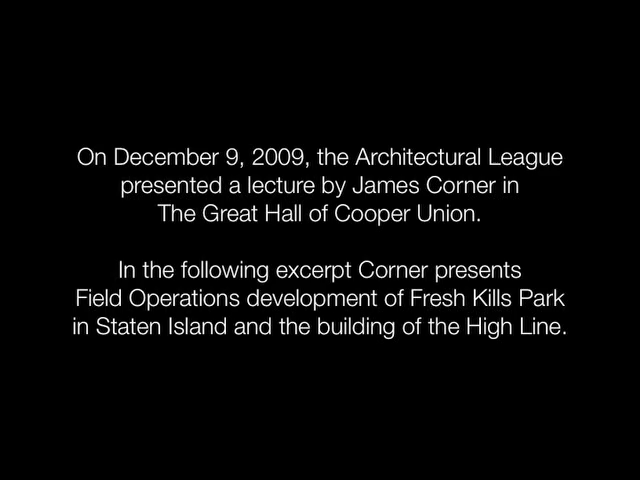 On December 9, 2009, the Architectural League
presented a lecture by James Corner in
The Great Hall of Cooper Union.
In the following excerpt Corner presents
Field Operations development of Fresh Kills Park
in Staten Island and the building of the High Line.